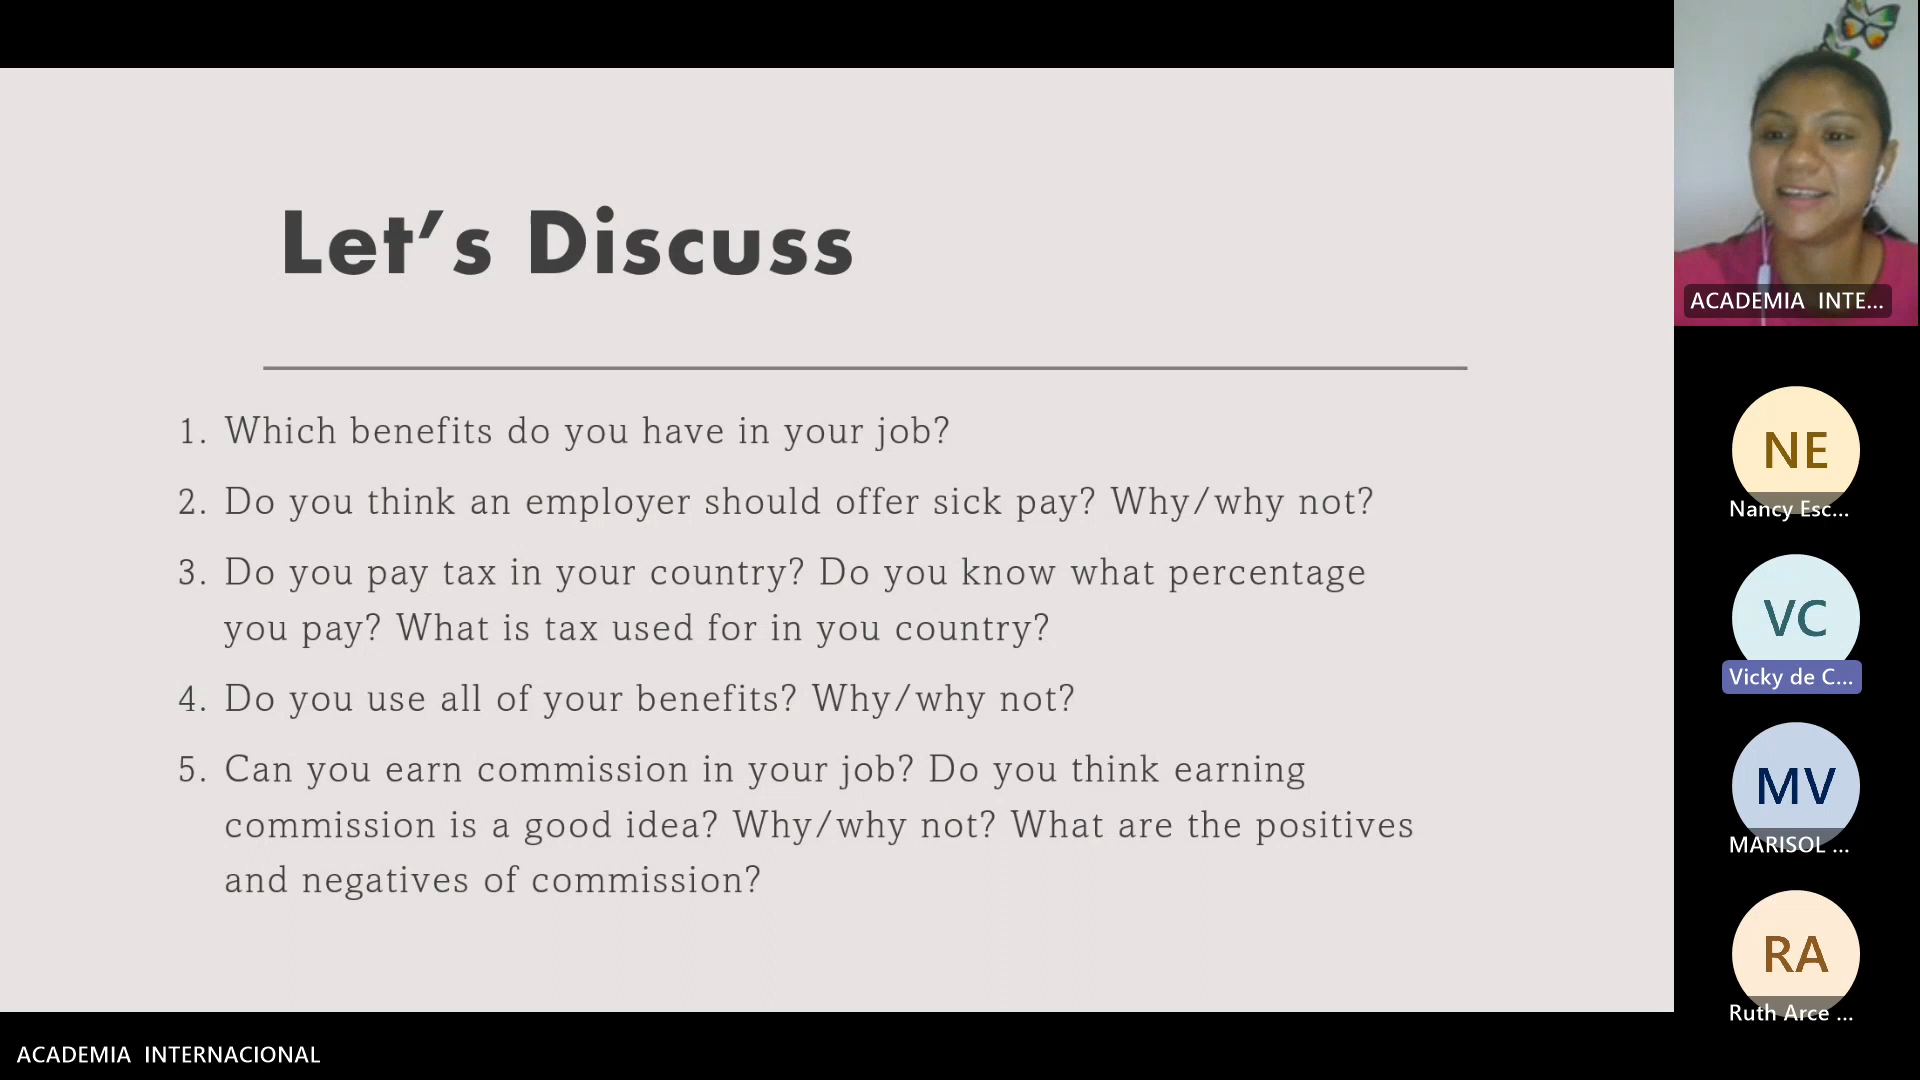 Let's Discuss
1. Which benefits do you have in your job?
2. Do you think an employer should offer sick pay? Why/why not?
3. Do you pay tax in your country? Do you know what percentage
you pay? What is tax used for in you country?
4. Do you use all of your benefits? Why/why not?
5. Can you earn commission in your job? Do you think earning
commission is a good idea? Why/why not? What are the positives
and negatives of commission?
ACADEMIA INTE...
NE
Nancy Esc...
VC
Vicky de C...
MV
MARISOL ...
RA
Ruth Arce ...
ACADEMIA INTERNACIONAL